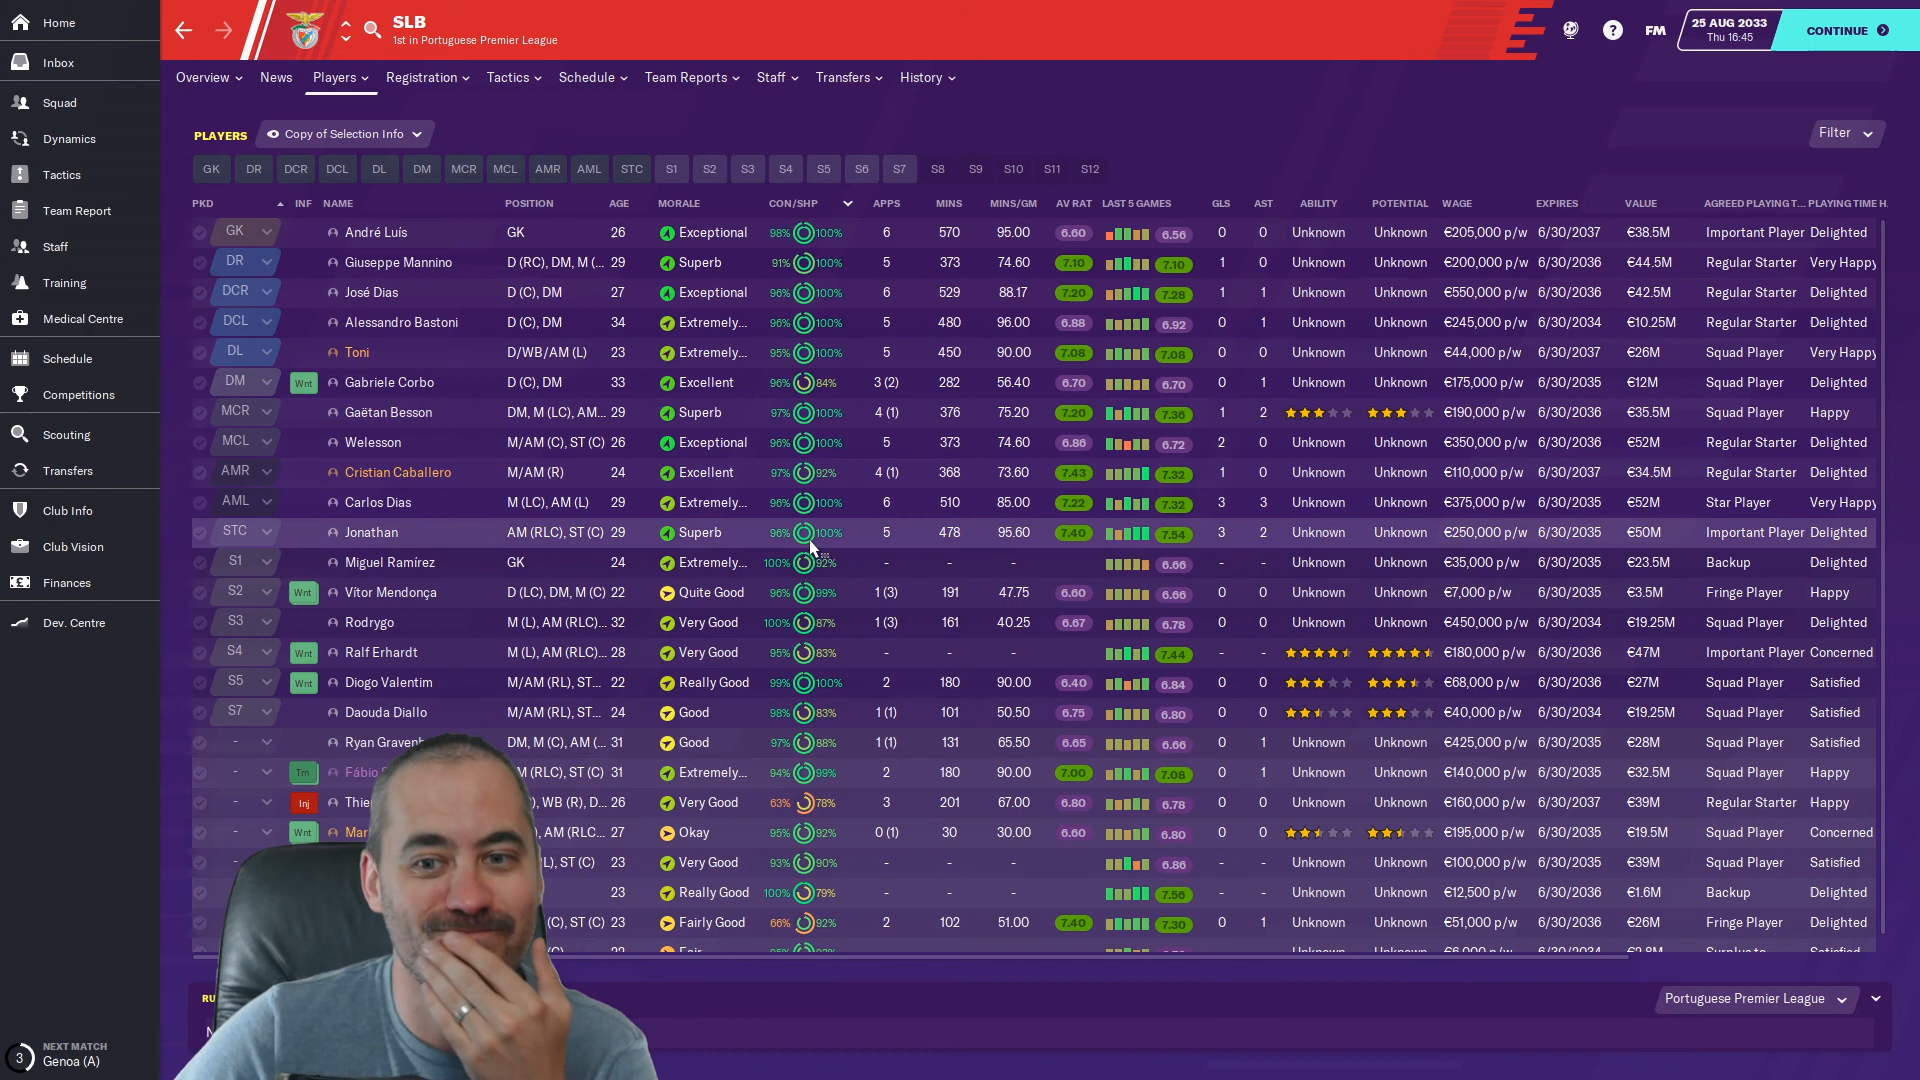 Home
Inbox
Squad
Dynamics
Tactics
Team Report
Staff
Training
Medical Centre
Schedule
Competitions
Scouting
Transfers
Club Info
Club Vision
Finances
Dev. Centre
3 NEXT MATCH
Genoa (A)
SLB
1st in Portuguese Premier League
FM
25 AUG 2033
Thu 16:45
CONTINUE
Overview News Players Registration Tactics Schedule Team Reports Staff Transfers History
PLAYERS Copy of Selection Info Filter
GK DR DCR DCL DL DM MCR MCL AMR AML STC S1 S2 S3 S4 S5 S6 S7 S8 S9 S10 S11 S12
PKD INF NAME POSITION AGE MORALE CON/SHP APPS MINS MINS/GM AV RAT LAST 5 GAMES GLS AST ABILITY POTENTIAL WAGE EXPIRES VALUE AGREED PLAYING T... PLAYING TIME H.
GK André Luís GK 26 Exceptional 98% 100% 6 570 95.00 6.60 6.56 0 0 Unknown Unknown €205,000 p/w 6/30/2037 €38.5M Important Player Delighted
DR Giuseppe Mannino D (RC), DM, M (... 29 Superb 91% 100% 5 373 74.60 7.10 7.10 1 0 Unknown Unknown €200,000 p/w 6/30/2036 €44.5M Regular Starter Very Happy
DCR José Dias D (C), DM 27 Exceptional 96% 100% 6 529 88.17 7.20 7.28 1 1 Unknown Unknown €550,000 p/w 6/30/2036 €42.5M Regular Starter Delighted
DCL Alessandro Bastoni D (C), DM 34 Extremely... 96% 100% 5 480 96.00 6.88 6.92 0 1 Unknown Unknown €245,000 p/w 6/30/2034 €10.25M Regular Starter Delighted
DL Toni D/WB/AM (L) 23 Extremely... 95% 100% 5 450 90.00 7.08 7.08 0 0 Unknown Unknown €44,000 p/w 6/30/2037 €26M Squad Player Very Happy
DM Wnt Gabriele Corbo D (C), DM 33 Excellent 96% 84% 3 (2) 282 56.40 6.70 6.70 0 1 Unknown Unknown €175,000 p/w 6/30/2035 €12M Squad Player Delighted
MCR Gaëtan Besson DM, M (LC), AM... 29 Superb 97% 100% 4 (1) 376 75.20 7.20 7.36 1 2 €190,000 p/w 6/30/2036 €35.5M Squad Player Happy
MCL Welesson M/AM (C), ST (C) 26 Exceptional 96% 100% 5 373 74.60 6.86 6.72 2 0 Unknown Unknown €350,000 p/w 6/30/2036 €52M Regular Starter Delighted
AMR Cristian Caballero M/AM (R) 24 Excellent 97% 92% 4 (1) 368 73.60 7.43 7.32 1 0 Unknown Unknown €110,000 p/w 6/30/2037 €34.5M Regular Starter Delighted
AML Carlos Dias M (LC), AM (L) 29 Extremely... 96% 100% 6 510 85.00 7.22 7.32 3 3 Unknown Unknown €375,000 p/w 6/30/2035 €52M Star Player Very Happy
STC Jonathan AM (RLC), ST (C) 29 Superb 96% 100% 5 478 95.60 7.40 7.54 3 2 Unknown Unknown €250,000 p/w 6/30/2035 €50M Important Player Delighted
S1 Miguel Ramírez GK 24 Extremely... 100% 92% - - - 6.66 - - Unknown Unknown €35,000 p/w 6/30/2035 €23.5M Backup Delighted
S2 Wnt Vítor Mendonça D (LC), DM, M (C) 22 Quite Good 96% 99% 1 (3) 191 47.75 6.60 6.66 0 0 Unknown Unknown €7,000 p/w 6/30/2035 €3.5M Fringe Player Happy
S3 Rodrygo M (L), AM (RLC)... 32 Very Good 100% 87% 1 (3) 161 40.25 6.67 6.78 0 0 Unknown Unknown €450,000 p/w 6/30/2034 €19.25M Squad Player Delighted
S4 Wnt Ralf Erhardt M (L), AM (RLC)... 28 Very Good 95% 83% - - - 7.44 - - €180,000 p/w 6/30/2036 €47M Important Player Concerned
S5 Wnt Diogo Valentim M/AM (RL), ST... 22 Really Good 99% 100% 2 180 90.00 6.40 6.84 0 0 €68,000 p/w 6/30/2036 €27M Squad Player Satisfied
S7 Daouda Diallo M/AM (RL), ST... 24 Good 98% 83% 1 (1) 101 50.50 6.75 6.80 0 0 €40,000 p/w 6/30/2034 €19.25M Squad Player Satisfied
- Ryan Gravenb DM, M (C), AM (... 31 Good 97% 88% 1 (1) 131 65.50 6.65 6.66 0 1 Unknown Unknown €425,000 p/w 6/30/2035 €28M Squad Player Satisfied
- Trn Fábio S M (RLC), ST (C) 31 Extremely... 94% 99% 2 180 90.00 7.00 7.08 0 1 Unknown Unknown €140,000 p/w 6/30/2035 €32.5M Squad Player Happy
- Inj Thie ), WB (R), D... 26 Very Good 63% 78% 3 201 67.00 6.80 6.78 0 0 Unknown Unknown €160,000 p/w 6/30/2037 €39M Regular Starter Happy
- Wnt Mar ), AM (RLC... 27 Okay 95% 92% 0 (1) 30 30.00 6.60 6.80 0 0 €195,000 p/w 6/30/2035 €19.5M Squad Player Concerned
- L), ST (C) 23 Very Good 93% 90% - - - 6.86 - - Unknown Unknown €100,000 p/w 6/30/2035 €39M Squad Player Satisfied
23 Really Good 100% 79% - - - 7.56 - - Unknown Unknown €12,500 p/w 6/30/2036 €1.6M Backup Delighted
(C), ST (C) 23 Fairly Good 66% 92% 2 102 51.00 7.40 7.30 0 1 Unknown Unknown €51,000 p/w 6/30/2036 €26M Fringe Player Delighted
RU
Portuguese Premier League
N